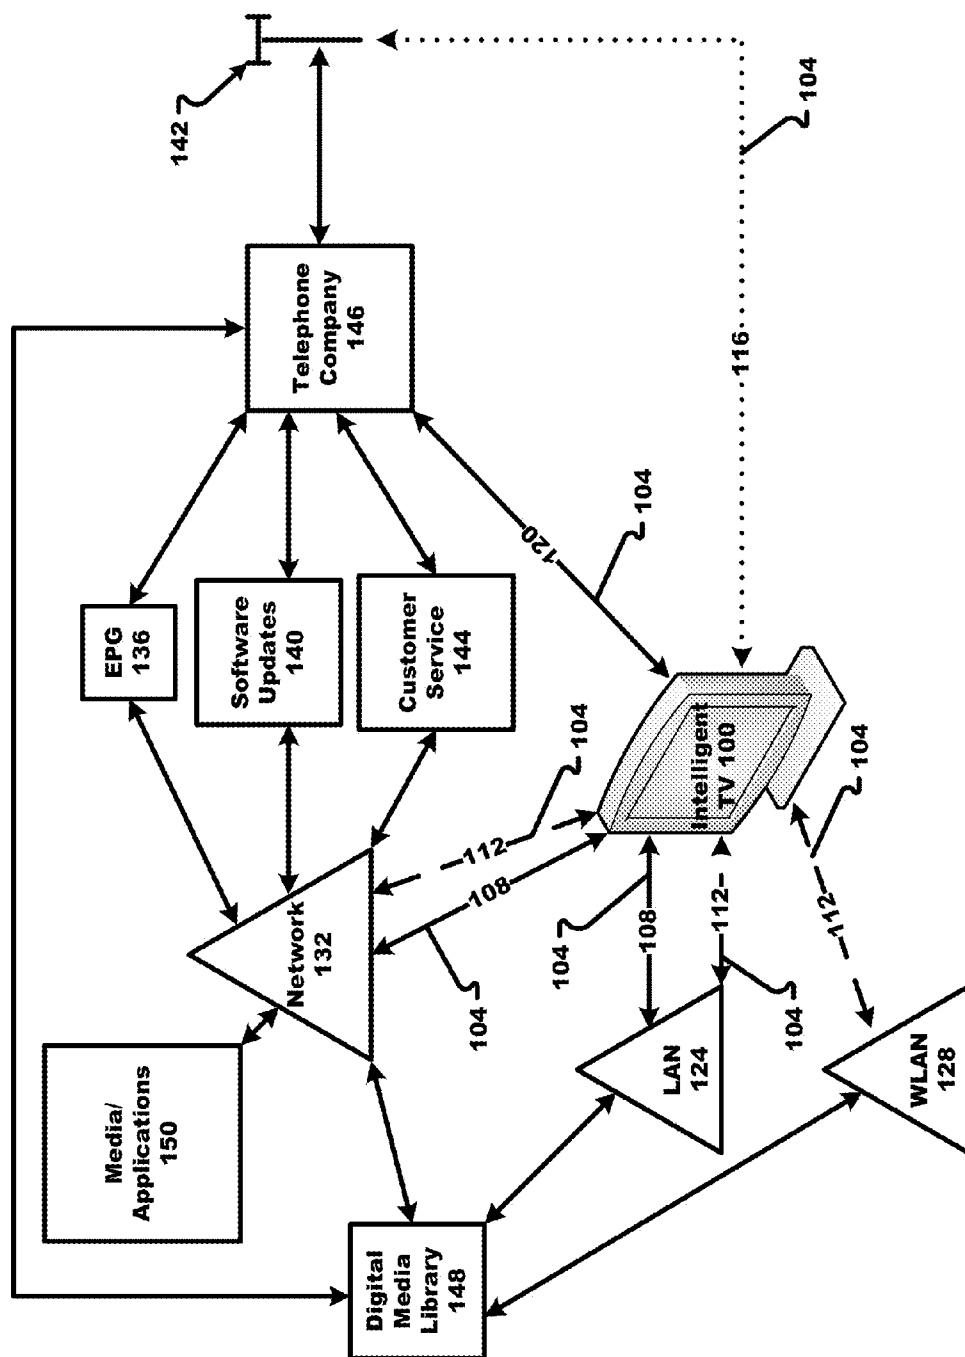 Media/
Applications
150
EPG
136
142
Software
Updates
140
Network
132
Telephone
Company
146
Digital
Media
Library
148
Customer
Service
144
104
108
112
104
120
104
104
108
LAN
124
Intelligent
TV 100
112
116
104
104
112
104
WLAN
128